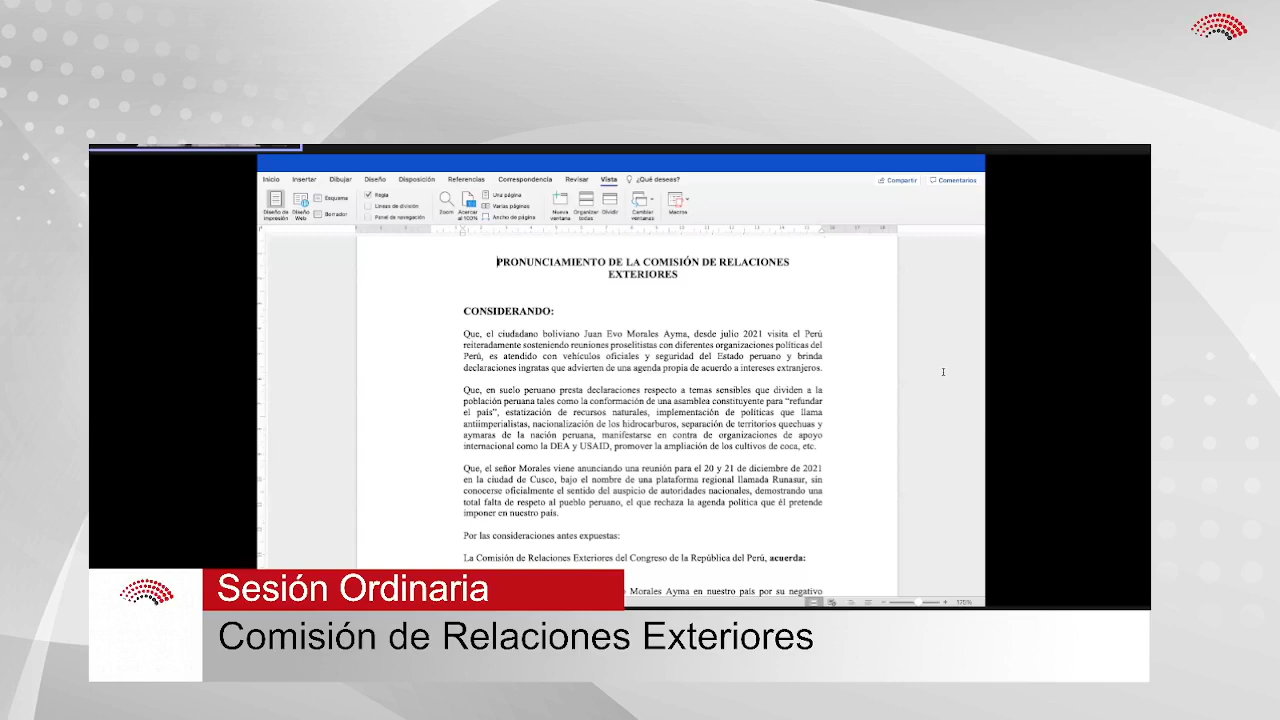 Inicio Insertar Dibujar Diseño Disposición Referencias Correspondencia Revisar Vista ¿Qué deseas? Compartir Comentarios
Diseño de impresión
Diseño Web
Esquema
Borrador
Regla
Líneas de división
Panel de navegación
Zoom
Acercar al 100%
Una página
Varias páginas
Ancho de página
Nueva ventana
Organizar todas
Dividir
Cambiar ventanas
Macros
PRONUNCIAMIENTO DE LA COMISIÓN DE RELACIONES
EXTERIORES
CONSIDERANDO:
Que, el ciudadano boliviano Juan Evo Morales Ayma, desde julio 2021 visita el Perú
reiteradamente sosteniendo reuniones proselitistas con diferentes organizaciones políticas del
Perú, es atendido con vehículos oficiales y seguridad del Estado peruano y brinda
declaraciones ingratas que advierten de una agenda propia de acuerdo a intereses extranjeros.
Que, en suelo peruano presta declaraciones respecto a temas sensibles que dividen a la
población peruana tales como la conformación de una asamblea constituyente para “refundar
el país”, estatización de recursos naturales, implementación de políticas que llama
antiimperialistas, nacionalización de los hidrocarburos, separación de territorios quechuas y
aymaras de la nación peruana, manifestarse en contra de organizaciones de apoyo
internacional como la DEA y USAID, promover la ampliación de los cultivos de coca, etc.
Que, el señor Morales viene anunciando una reunión para el 20 y 21 de diciembre de 2021
en la ciudad de Cusco, bajo el nombre de una plataforma regional llamada Runasur, sin
conocerse oficialmente el sentido del auspicio de autoridades nacionales, demostrando una
total falta de respeto al pueblo peruano, el que rechaza la agenda política que él pretende
imponer en nuestro país.
Por las consideraciones antes expuestas:
La Comisión de Relaciones Exteriores del Congreso de la República del Perú, acuerda:
Morales Ayma en nuestro país por su negativo
175%
Sesión Ordinaria
Comisión de Relaciones Exteriores